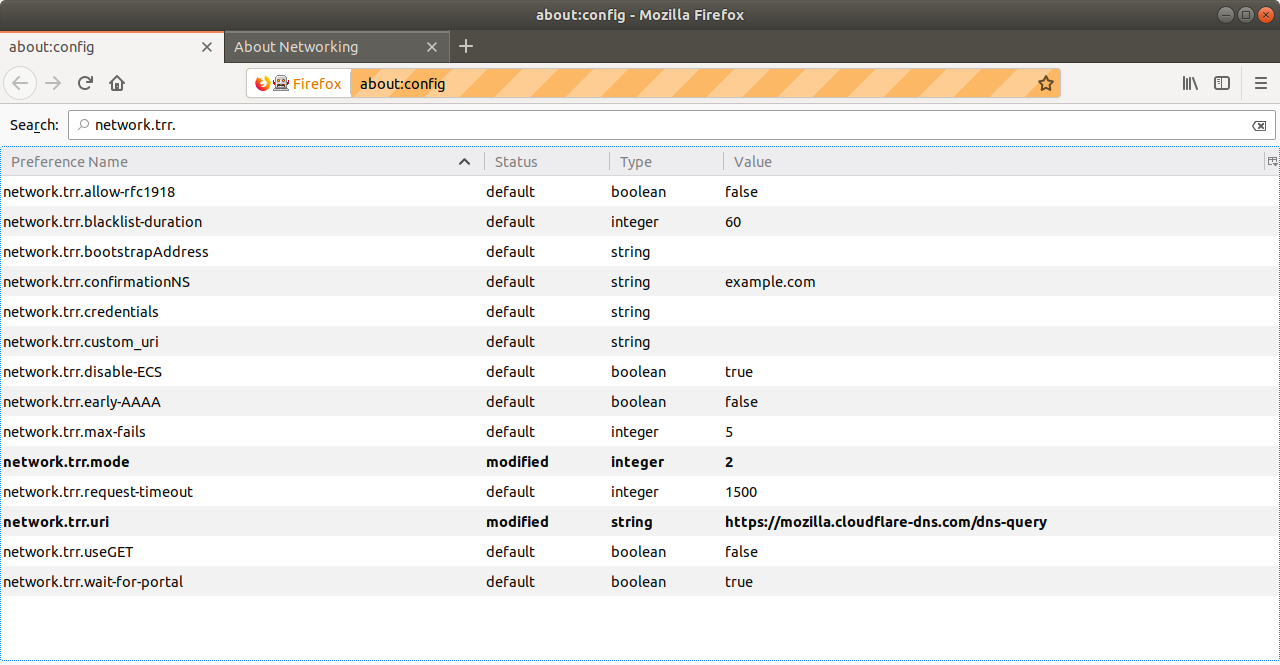 about:config - Mozilla Firefox
about:config About Networking
Firefox about:config
Search: network.trr.
Preference Name Status Type Value
network.trr.allow-rfc1918 default boolean false
network.trr.blacklist-duration default integer 60
network.trr.bootstrapAddress default string
network.trr.confirmationNS default string example.com
network.trr.credentials default string
network.trr.custom_uri default string
network.trr.disable-ECS default boolean true
network.trr.early-AAAA default boolean false
network.trr.max-fails default integer 5
network.trr.mode modified integer 2
network.trr.request-timeout default integer 1500
network.trr.uri modified string https://mozilla.cloudflare-dns.com/dns-query
network.trr.useGET default boolean false
network.trr.wait-for-portal default boolean true